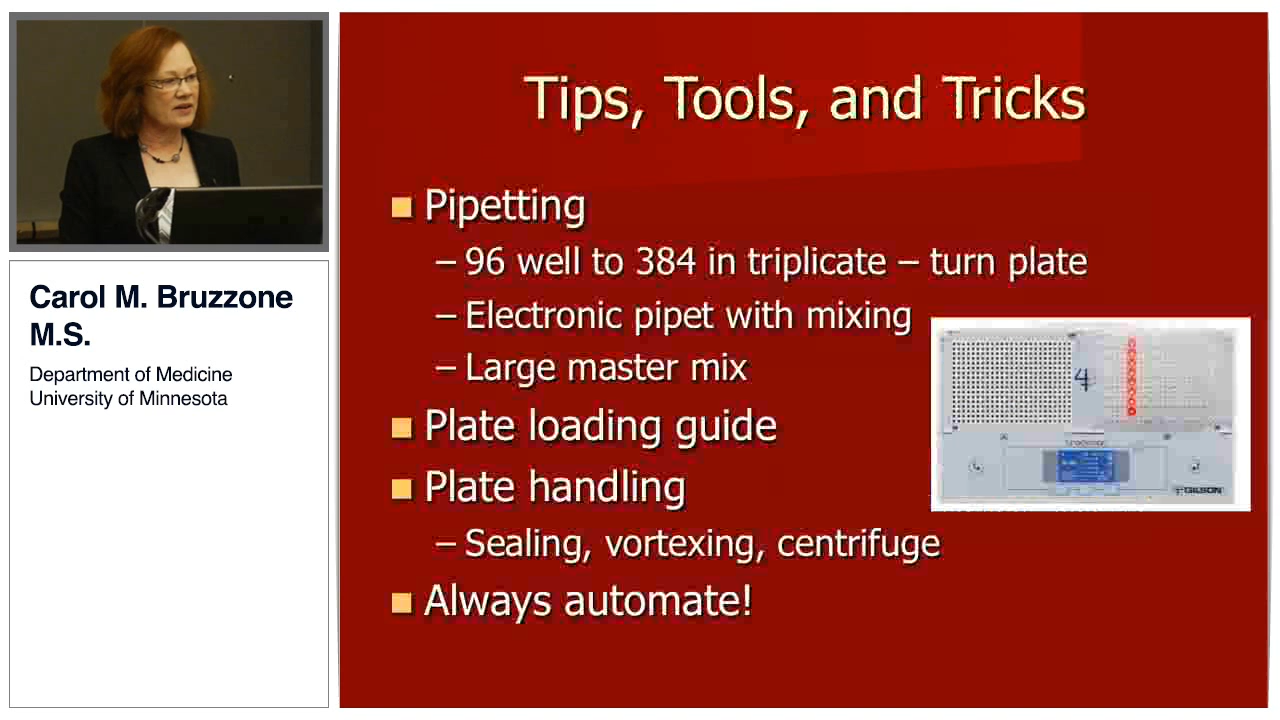 Carol M. Bruzzone
M.S.
Department of Medicine
University of Minnesota
Tips, Tools, and Tricks
Pipetting
– 96 well to 384 in triplicate – turn plate
– Electronic pipet with mixing
– Large master mix
Plate loading guide
Plate handling
– Sealing, vortexing, centrifuge
Always automate!
4
GILSON